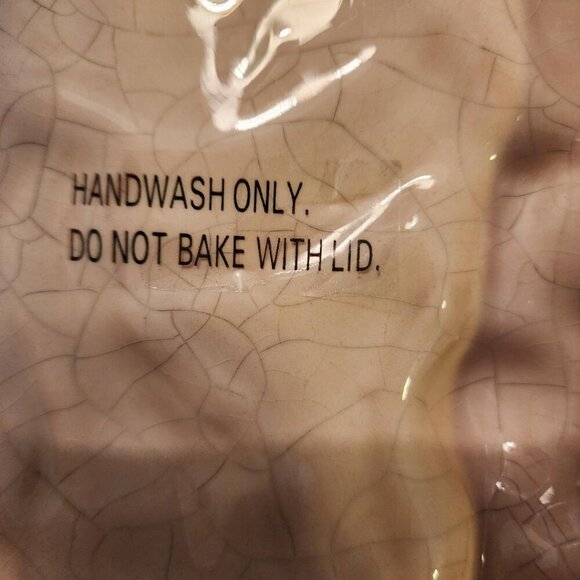 HANDWASH ONLY.
DO NOT BAKE WITH LID.